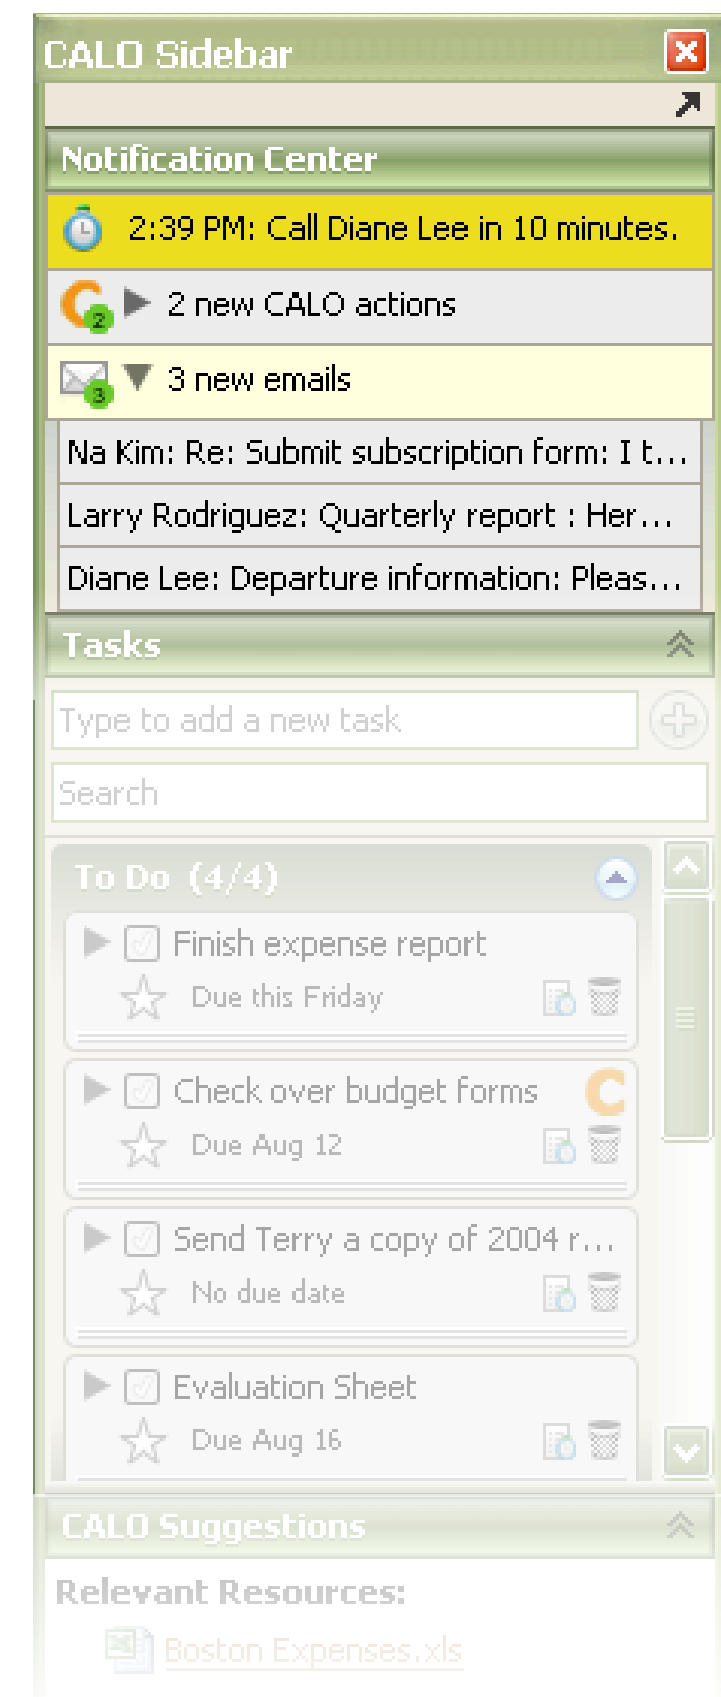 CALO Sidebar
Notification Center
2:39 PM: Call Diane Lee in 10 minutes.
2
2 new CALO actions
3
3 new emails
Na Kim: Re: Submit subscription form: I t...
Larry Rodriguez: Quarterly report : Her...
Diane Lee: Departure information: Pleas...
Tasks
Type to add a new task
Search
To Do (4/4)
Finish expense report
Due this Friday
Check over budget forms
Due Aug 12
Send Terry a copy of 2004 r...
No due date
Evaluation Sheet
Due Aug 16
CALO Suggestions
Relevant Resources:
Boston Expenses.xls